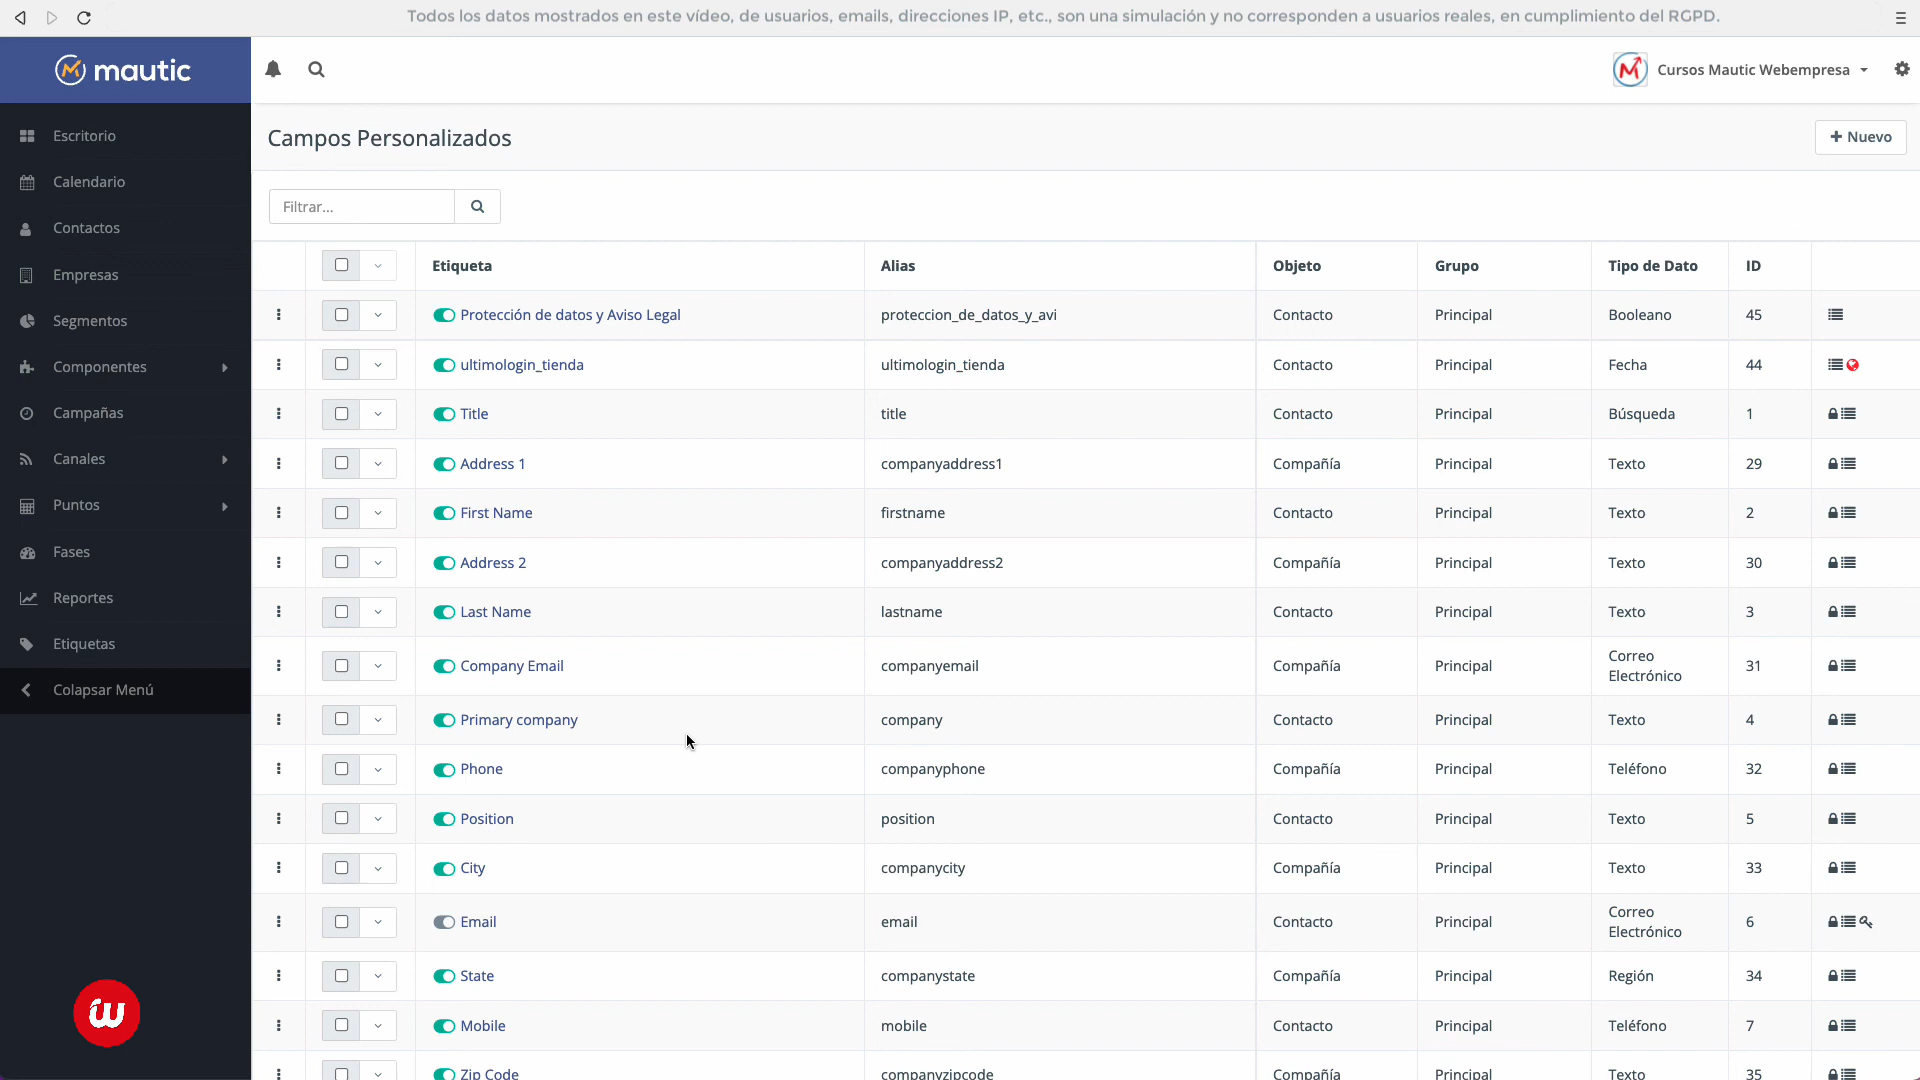 Todos los datos mostrados en este vídeo, de usuarios, emails, direcciones IP, etc., son una simulación y no corresponden a usuarios reales, en cumplimiento del RGPD.
mautic
Cursos Mautic Webempresa
Escritorio
Calendario
Contactos
Empresas
Segmentos
Componentes
Campañas
Canales
Puntos
Fases
Reportes
Etiquetas
Colapsar Menú
Campos Personalizados
+ Nuevo
Filtrar...
Etiqueta Alias Objeto Grupo Tipo de Dato ID
Protección de datos y Aviso Legal proteccion_de_datos_y_avi Contacto Principal Booleano 45
ultimologin_tienda ultimologin_tienda Contacto Principal Fecha 44
Title title Contacto Principal Búsqueda 1
Address 1 companyaddress1 Compañía Principal Texto 29
First Name firstname Contacto Principal Texto 2
Address 2 companyaddress2 Compañía Principal Texto 30
Last Name lastname Contacto Principal Texto 3
Company Email companyemail Compañía Principal Correo Electrónico 31
Primary company company Contacto Principal Texto 4
Phone companyphone Compañía Principal Teléfono 32
Position position Contacto Principal Texto 5
City companycity Compañía Principal Texto 33
Email email Contacto Principal Correo Electrónico 6
State companystate Compañía Principal Región 34
Mobile mobile Contacto Principal Teléfono 7
Zip Code companyzipcode Compañía Principal Texto 35
w